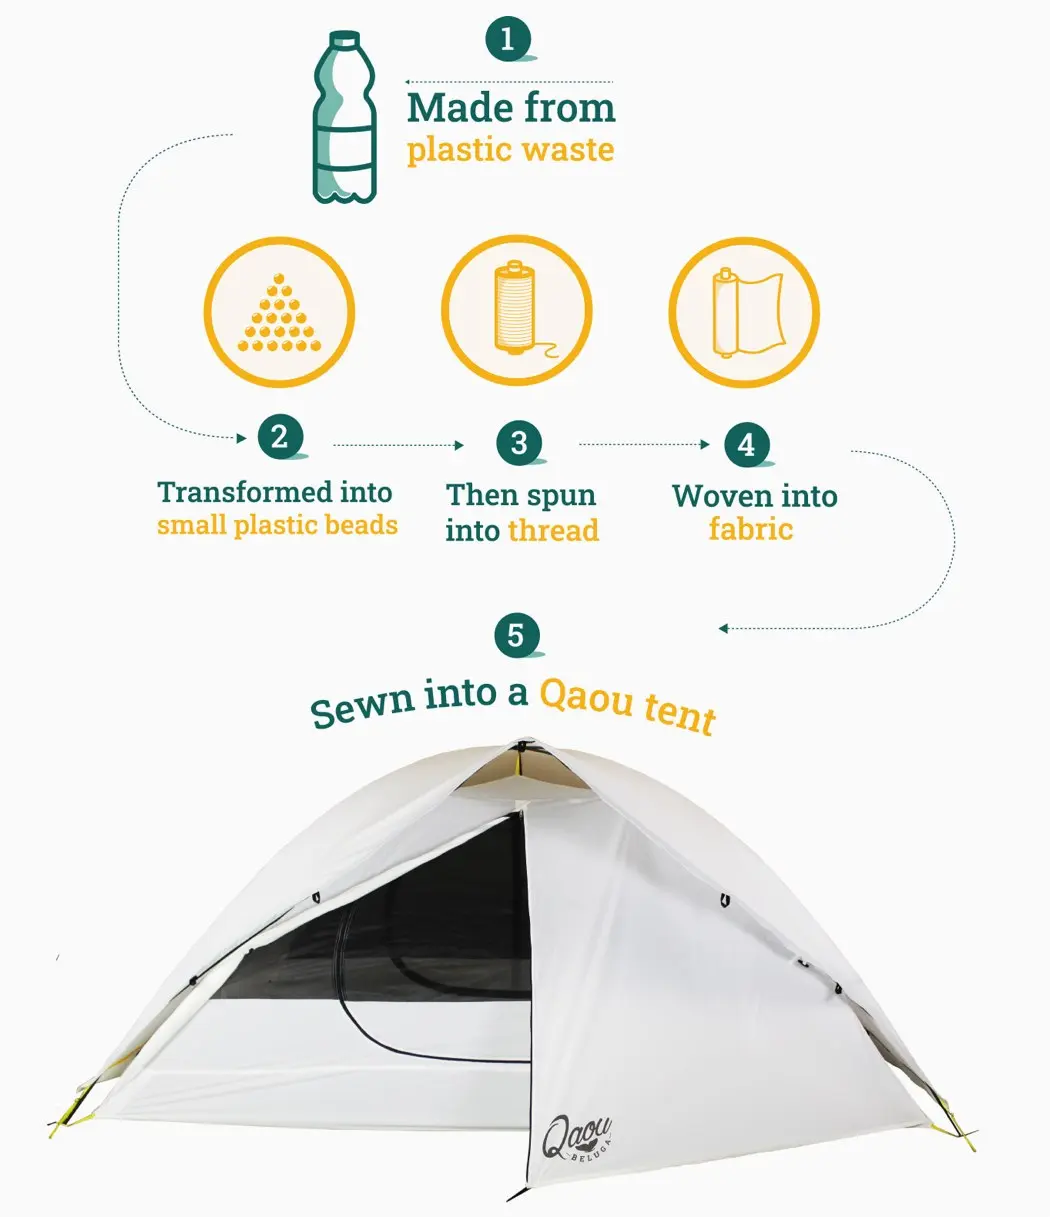 1
Made from
plastic waste
2
Transformed into
small plastic beads
3
Then spun
into thread
4
Woven into
fabric
5
Sewn into a Qaou tent
Qaou
BELUGA